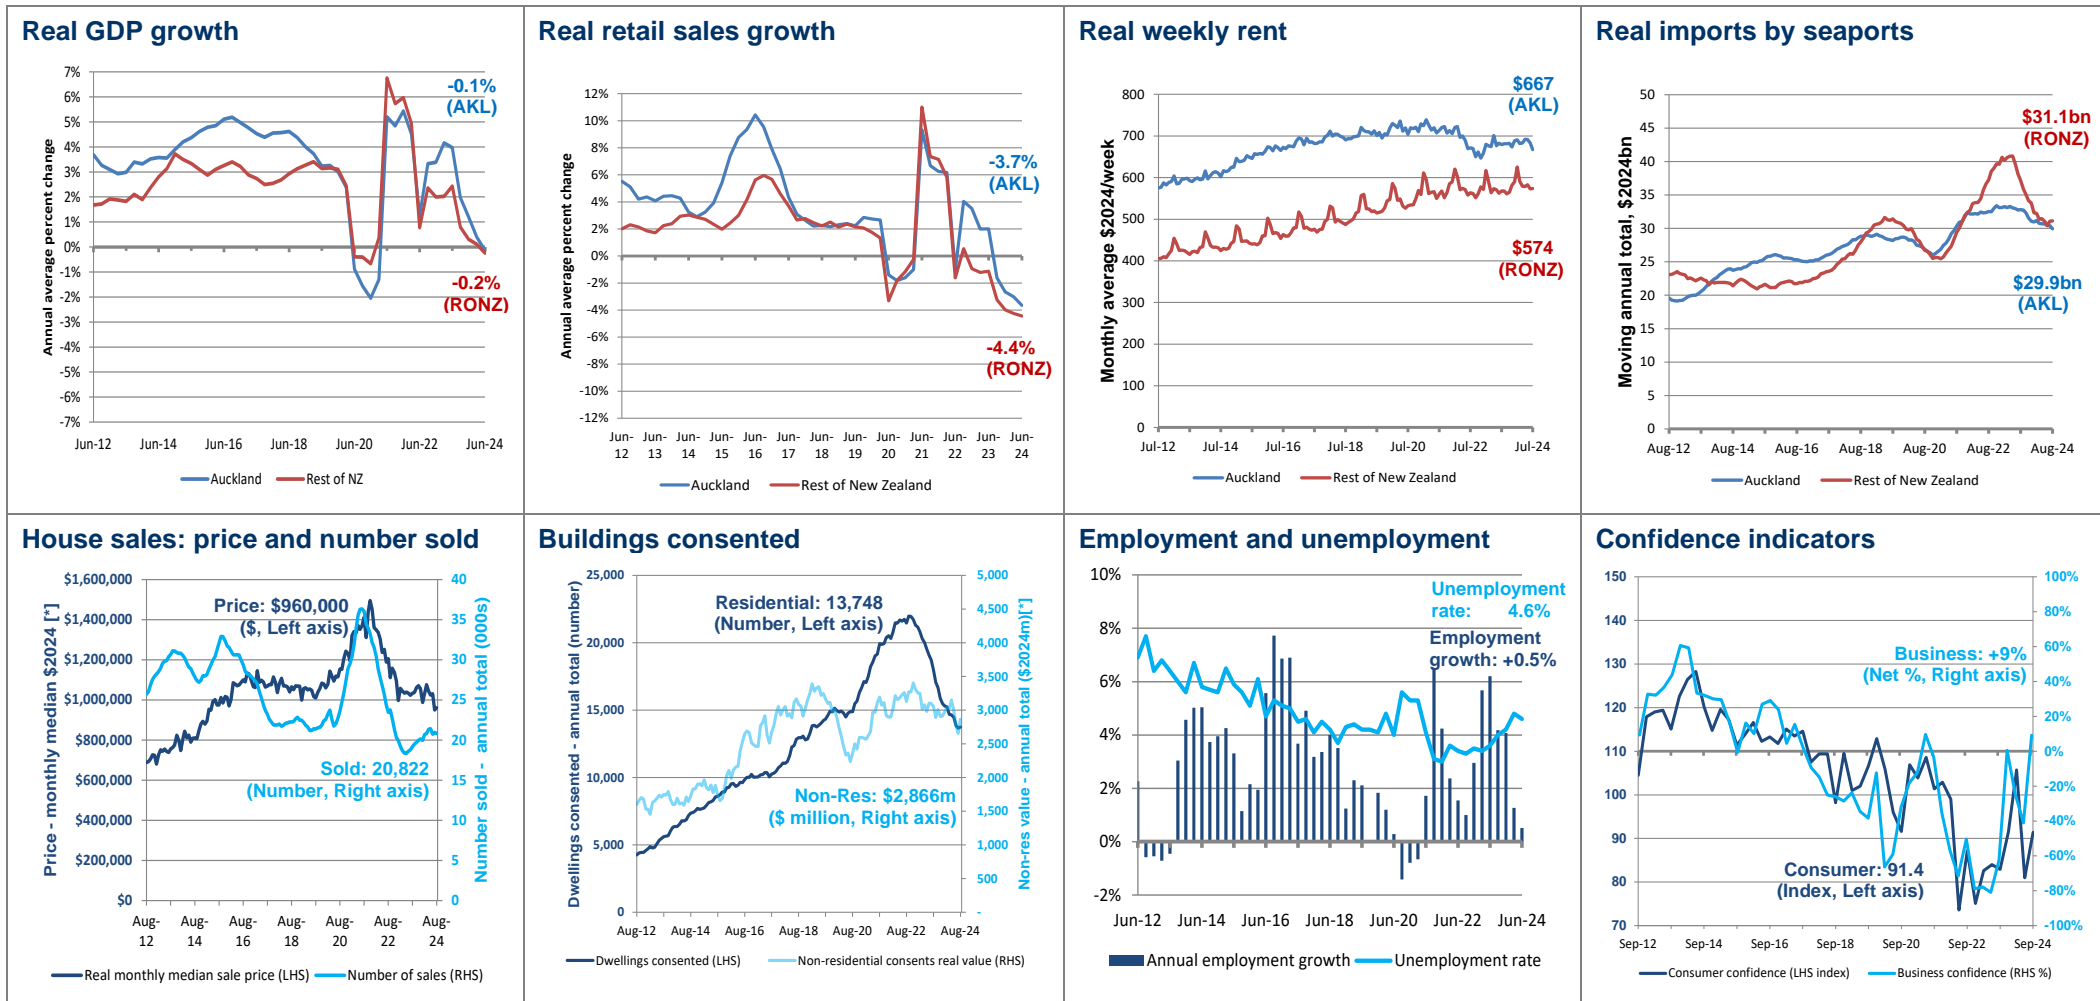 Real GDP growth
Annual average percent change
7%
6%
5%
4%
3%
2%
1%
0%
-1%
-2%
-3%
-4%
-5%
-6%
-7%
-0.1%
(AKL)
-0.2%
(RONZ)
Jun-12 Jun-14 Jun-16 Jun-18 Jun-20 Jun-22 Jun-24
Auckland Rest of NZ
Real retail sales growth
Annual average percent change
12%
10%
8%
6%
4%
2%
0%
-2%
-4%
-6%
-8%
-10%
-12%
-3.7%
(AKL)
-4.4%
(RONZ)
Jun- Jun- Jun- Jun- Jun- Jun- Jun- Jun- Jun- Jun- Jun- Jun- Jun-
12 13 14 15 16 17 18 19 20 21 22 23 24
Auckland Rest of New Zealand
Real weekly rent
Monthly average $2024/week
800
700
600
500
400
300
200
100
0
$667
(AKL)
$574
(RONZ)
Jul-12 Jul-14 Jul-16 Jul-18 Jul-20 Jul-22 Jul-24
Auckland Rest of New Zealand
Real imports by seaports
Moving annual total, $2024bn
50
45
40
35
30
25
20
15
10
5
0
$31.1bn
(RONZ)
$29.9bn
(AKL)
Aug-12 Aug-14 Aug-16 Aug-18 Aug-20 Aug-22 Aug-24
Auckland Rest of New Zealand
House sales: price and number sold
Price - monthly median $2024 [*]
$1,600,000
$1,400,000
$1,200,000
$1,000,000
$800,000
$600,000
$400,000
$200,000
$0
Price: $960,000
($, Left axis)
Sold: 20,822
(Number, Right axis)
40
35
30
25
20
15
10
5
0
Number sold - annual total (000s)
Aug- Aug- Aug- Aug- Aug- Aug- Aug-
12 14 16 18 20 22 24
Real monthly median sale price (LHS) Number of sales (RHS)
Buildings consented
Dwellings consented - annual total (number)
25,000
20,000
15,000
10,000
5,000
0
Residential: 13,748
(Number, Left axis)
Non-Res: $2,866m
($ million, Right axis)
5,000
4,500
4,000
3,500
3,000
2,500
2,000
1,500
1,000
500
-
Non-res value - annual total ($2024m)[*]
Aug-12 Aug-14 Aug-16 Aug-18 Aug-20 Aug-22 Aug-24
Dwellings consented (LHS) Non-residential consents real value (RHS)
Employment and unemployment
10%
8%
6%
4%
2%
0%
-2%
Unemployment
rate: 4.6%
Employment
growth: +0.5%
Jun-12 Jun-14 Jun-16 Jun-18 Jun-20 Jun-22 Jun-24
Annual employment growth Unemployment rate
Confidence indicators
150
140
130
120
110
100
90
80
70
Business: +9%
(Net %, Right axis)
Consumer: 91.4
(Index, Left axis)
100%
80%
60%
40%
20%
0%
-20%
-40%
-60%
-80%
-100%
Sep-12 Sep-14 Sep-16 Sep-18 Sep-20 Sep-22 Sep-24
Consumer confidence (LHS index) Business confidence (RHS %)